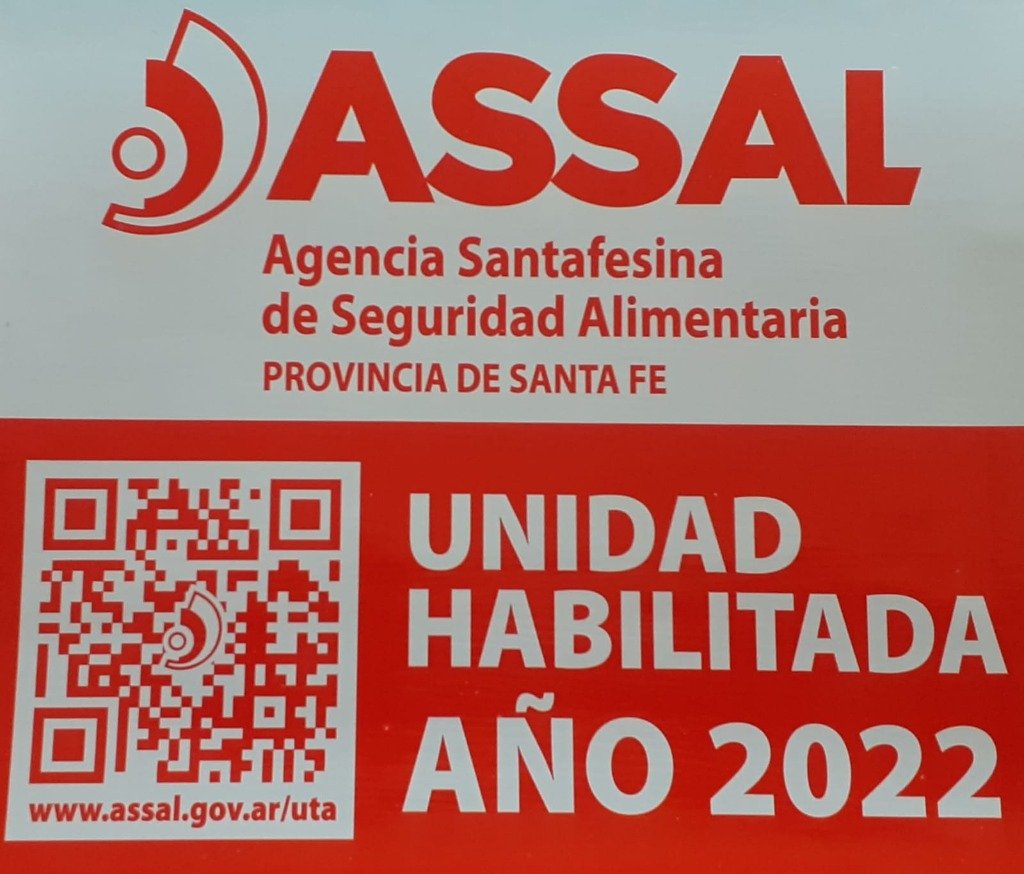 ASSAL
Agencia Santafesina
de Seguridad Alimentaria
PROVINCIA DE SANTA FE
UNIDAD
HABILITADA
AÑO 2022
www.assal.gov.ar/uta